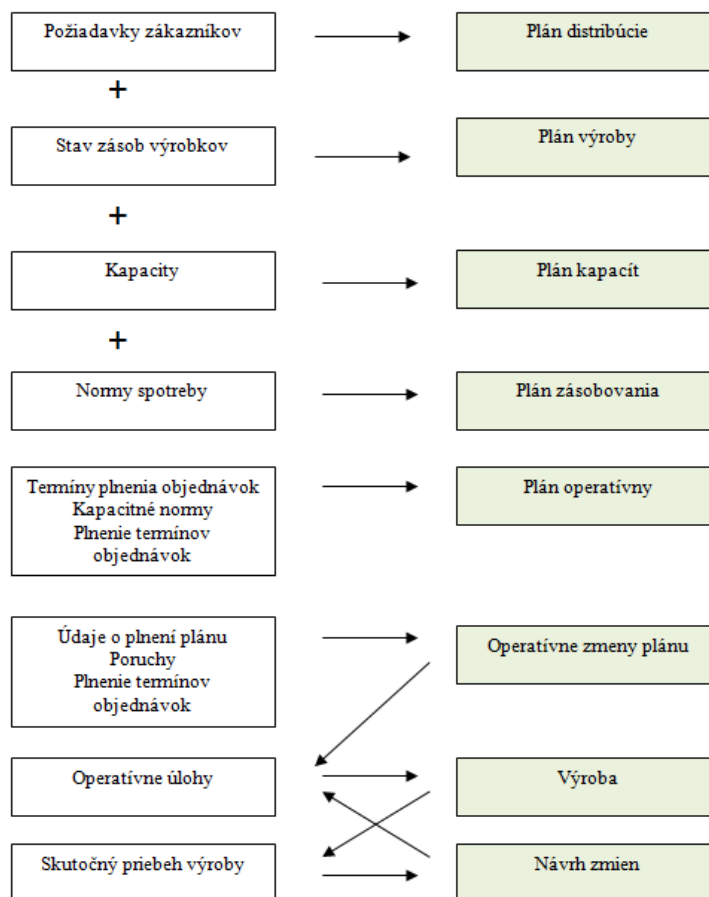 Požiadavky zákazníkov
Plán distribúcie
+
Stav zásob výrobkov
Plán výroby
+
Kapacity
Plán kapacít
+
Normy spotreby
Plán zásobovania
Termíny plnenia objednávok
Kapacitné normy
Plnenie termínov
objednávok
Plán operatívny
Údaje o plnení plánu
Poruchy
Plnenie termínov
objednávok
Operatívne zmeny plánu
Operatívne úlohy
Výroba
Skutočný priebeh výroby
Návrh zmien